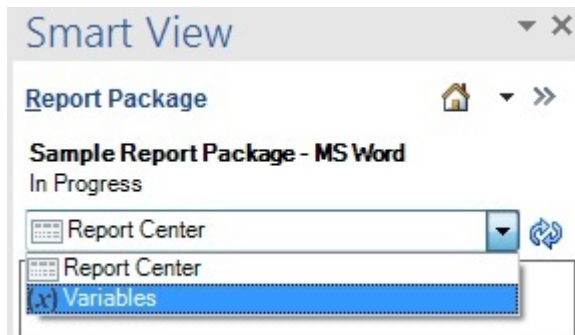 Smart View
Report Package
Sample Report Package - MS Word
In Progress
Report Center
Report Center
(x) Variables